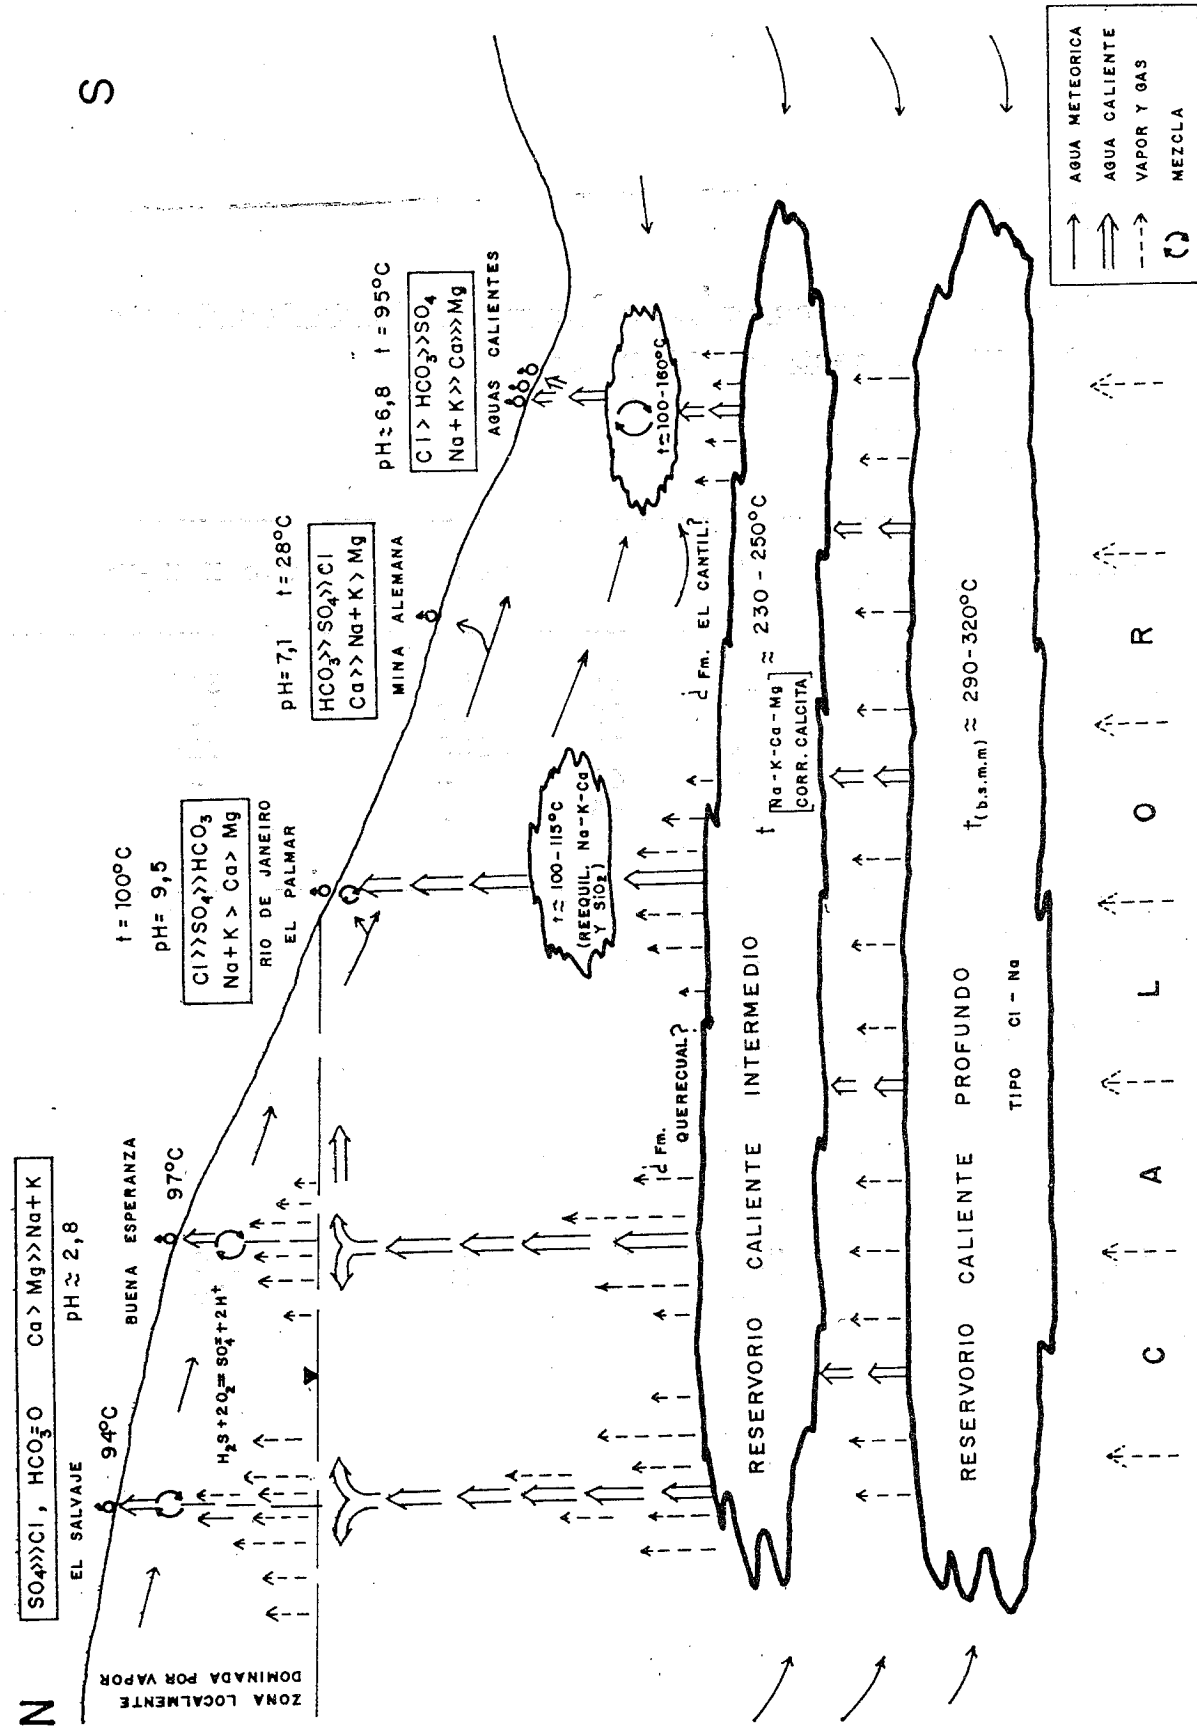 N
S
SO4>>>Cl, HCO3=0 Ca>Mg>>Na+K
pH≈2,8
EL SALVAJE
94°C
BUENA ESPERANZA
97°C
t=100°C
pH=9,5
Cl>>SO4>>HCO3
Na+K>Ca>Mg
RIO DE JANEIRO
EL PALMAR
pH=7,1 t=28°C
HCO3>>SO4>>Cl
Ca>>Na+K>Mg
MINA ALEMANA
pH≈6,8 t=95°C
Cl>HCO3>>SO4
Na+K>>Ca>>>Mg
AGUAS CALIENTES
ZONA LOCALMENTE
DOMINADA POR VAPOR
H2S+2O2=SO4=+2H+
t≈100-115°C
(REEQUIL. Na-K-Ca
Y SiO2)
t≈100-160°C
¿Fm.
QUERECUAL?
¿Fm. EL CANTIL?
RESERVORIO CALIENTE INTERMEDIO
t[Na-K-Ca-Mg
CORR. CALCITA] ≈ 230-250°C
RESERVORIO CALIENTE PROFUNDO
TIPO Cl-Na
t(b.s.m.m) ≈ 290-320°C
C A L O R
AGUA METEORICA
AGUA CALIENTE
VAPOR Y GAS
MEZCLA